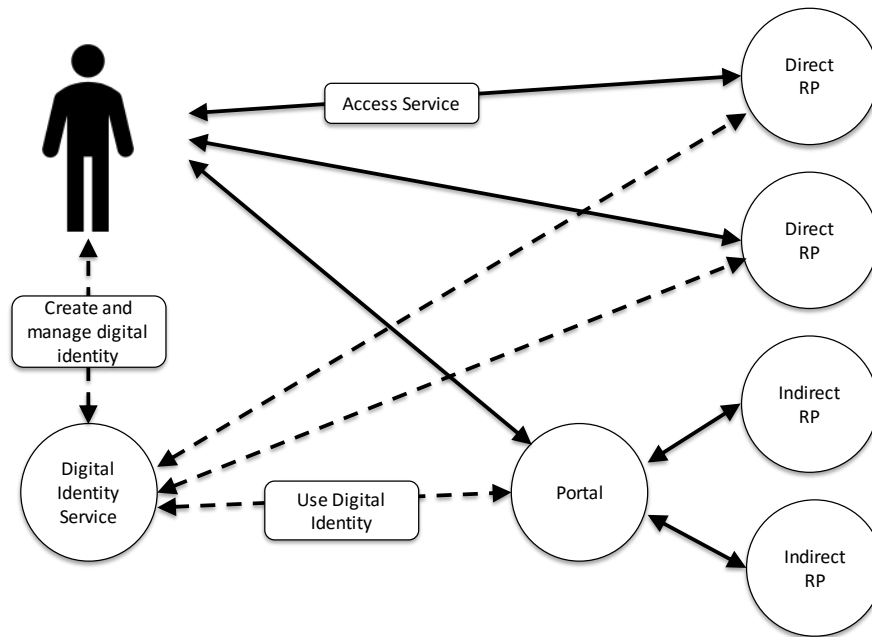 Direct
RP
Access Service
Direct
RP
Create and
manage digital
identity
Indirect
RP
Digital
Identity
Service
Use Digital
Identity
Portal
Indirect
RP